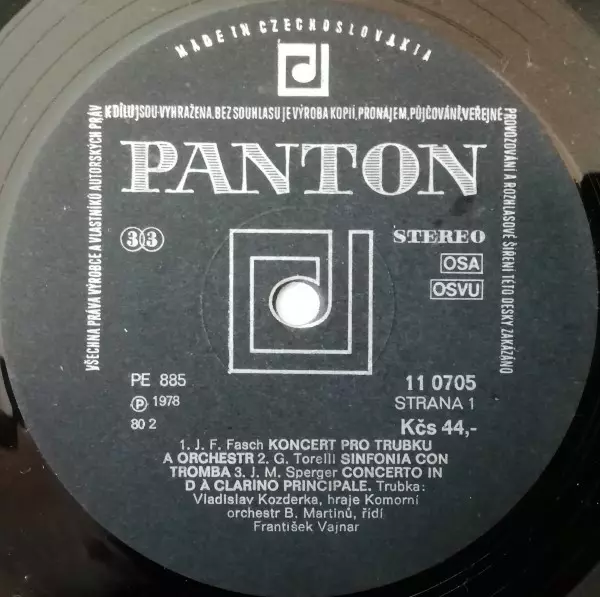 MADE IN CZECHOSLOVAKIA
VŠECHNA PRÁVA VÝROBCE A VLASTNÍKŮ AUTORSKÝCH PRÁV
K DÍLU JSOU VYHRAŽENA. BEZ SOUHLASU JE VÝROBA KOPIÍ, PRONÁJEM, PŮJČOVÁNÍ, VEŘEJNÉ
PROVOZOVÁNÍ A ROZHLASOVÉ ŠÍŘENÍ TÉTO DESKY ZAKÁZÁNO
PANTON
33
STEREO
OSA
OSVU
PE 885
11 0705
Ⓟ 1978
STRANA 1
80 2
Kčs 44,-
1. J. F. Fasch KONCERT PRO TRUBKU
A ORCHESTR 2. G. Torelli SINFONIA CON
TROMBA 3. J. M. Sperger CONCERTO IN
D A CLARINO PRINCIPALE. Trubka:
Vladislav Kozderka, hraje Komorní
orchestr B. Martinů, řídí
František Vajnar